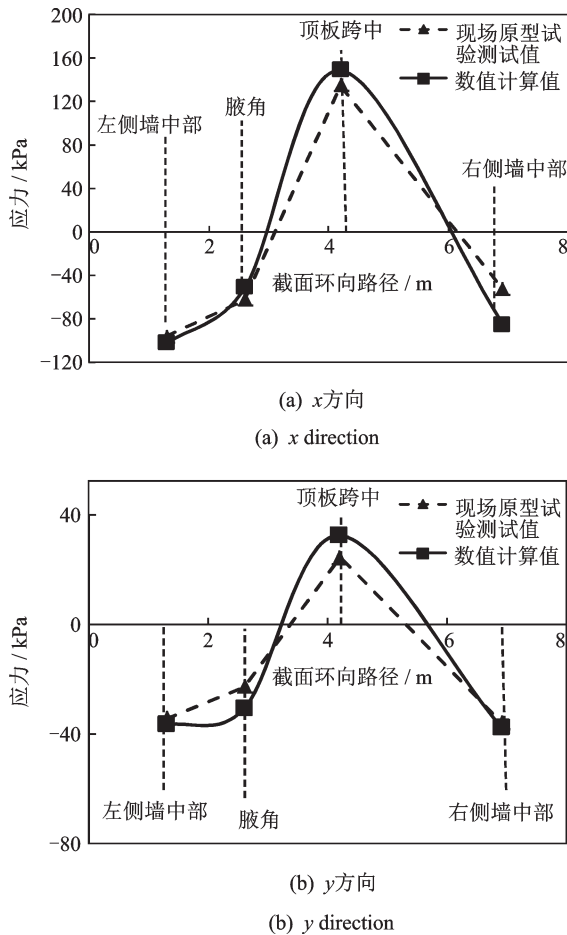 200
160
120
80
40
0
−40
−80
−120
应力 / kPa
顶板跨中
现场原型试
验测试值
数值计算值
腋角
左侧墙中部
右侧墙中部
0 2 4 6 8
截面环向路径 / m
(a) x方向
(a) x direction
40
0
−40
−80
应力 / kPa
顶板跨中
现场原型试
验测试值
数值计算值
0 2 4 6 8
截面环向路径 / m
左侧墙中部
腋角
右侧墙中部
(b) y方向
(b) y direction